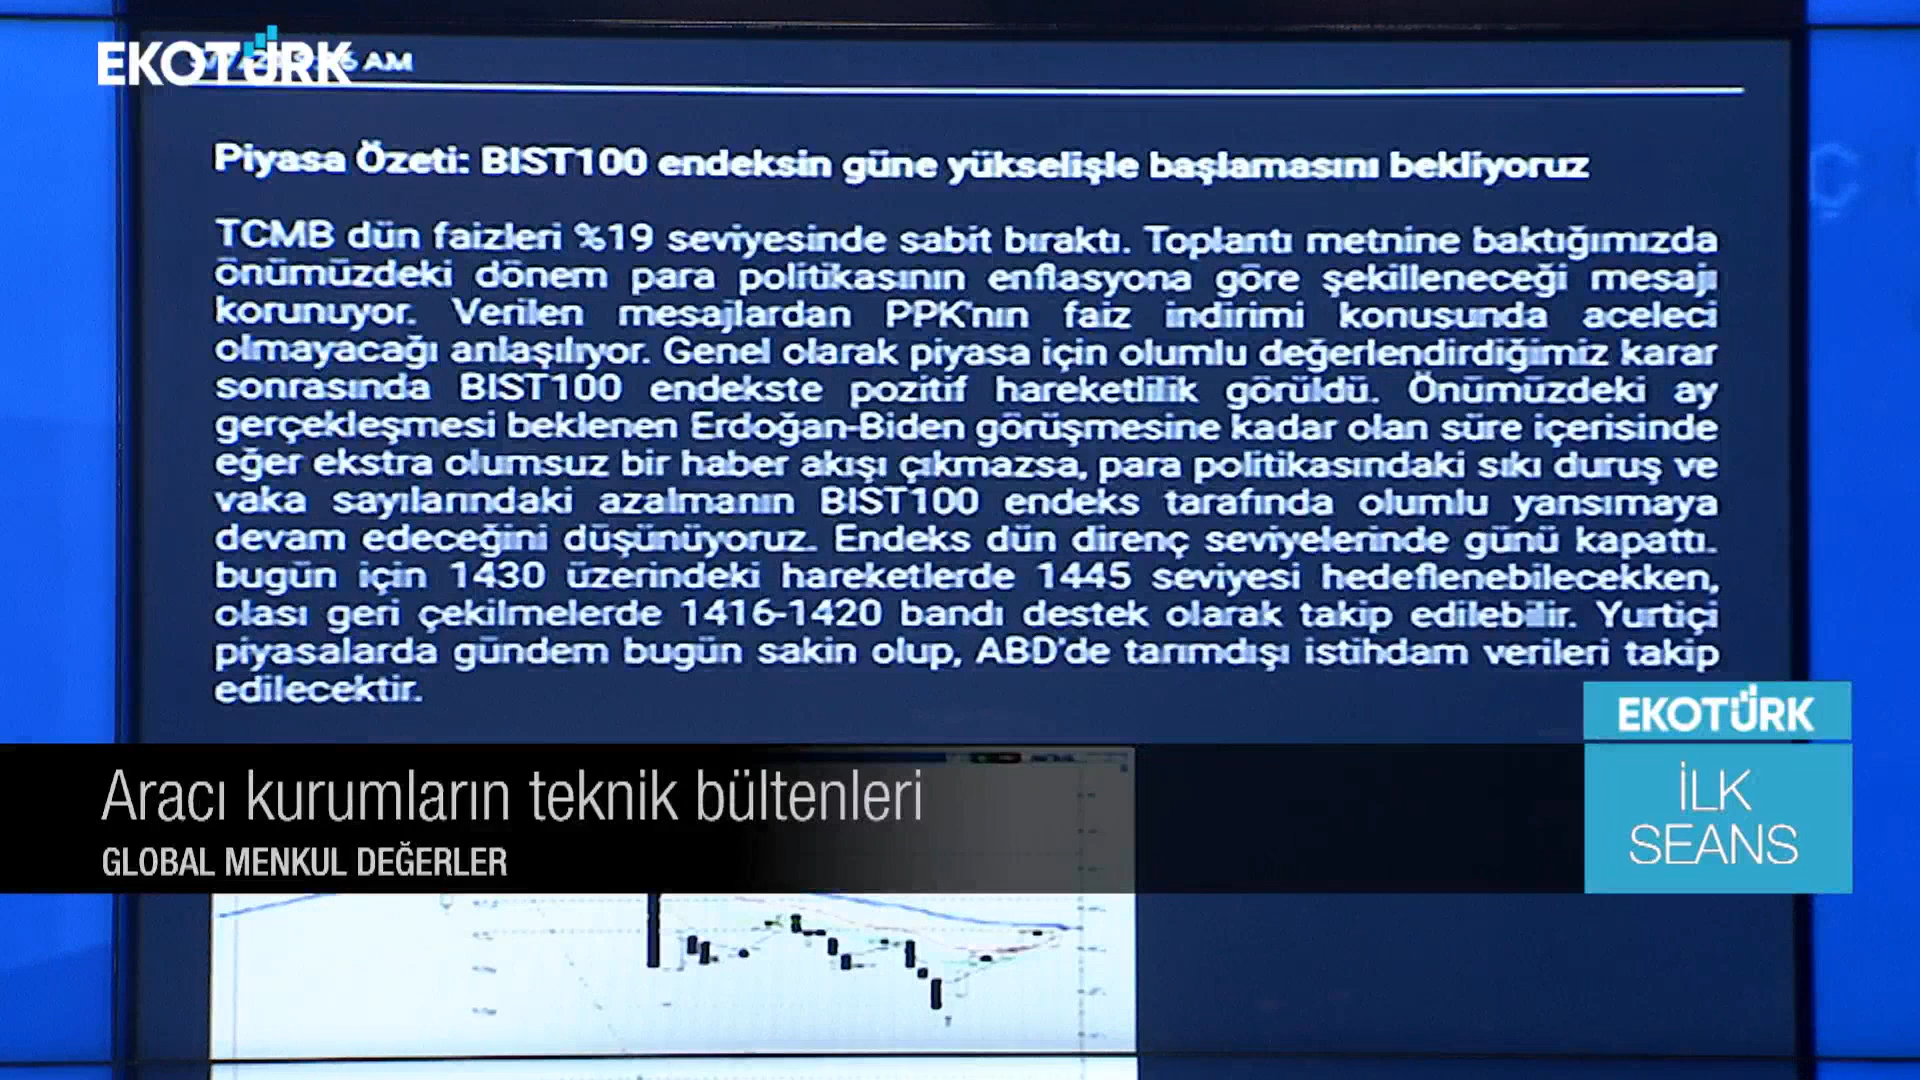 EKOTÜRK
AM
Piyasa Özeti: BIST100 endeksin güne yükselişle başlamasını bekliyoruz
TCMB dün faizleri %19 seviyesinde sabit bıraktı. Toplantı metnine baktığımızda
önümüzdeki dönem para politikasının enflasyona göre şekilleneceği mesajı
korunuyor. Verilen mesajlardan PPK'nın faiz indirimi konusunda aceleci
olmayacağı anlaşılıyor. Genel olarak piyasa için olumlu değerlendirdiğimiz karar
sonrasında BIST100 endekste pozitif hareketlilik görüldü. Önümüzdeki ay
gerçekleşmesi beklenen Erdoğan-Biden görüşmesine kadar olan süre içerisinde
eğer ekstra olumsuz bir haber akışı çıkmazsa, para politikasındaki sıkı duruş ve
vaka sayılarındaki azalmanın BIST100 endeks tarafında olumlu yansımaya
devam edeceğini düşünüyoruz. Endeks dün direnç seviyelerinde günü kapattı.
bugün için 1430 üzerindeki hareketlerde 1445 seviyesi hedeflenebilecekken,
olası geri çekilmelerde 1416-1420 bandı destek olarak takip edilebilir. Yurtiçi
piyasalarda gündem bugün sakin olup, ABD'de tarımdışı istihdam verileri takip
edilecektir.
EKOTÜRK
İLK
SEANS
Aracı kurumların teknik bültenleri
GLOBAL MENKUL DEĞERLER